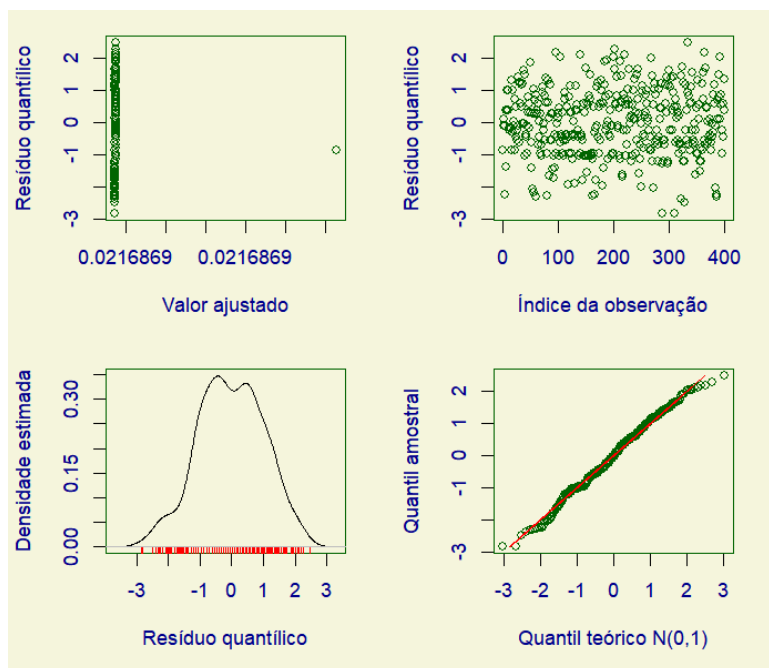 Resíduo quantílico
2
1
0
-1
-3
0.0216869 0.0216869
Valor ajustado
Resíduo quantílico
2
1
0
-1
-3
0 100 200 300 400
Índice da observação
Densidade estimada
0.30
0.15
0.00
-3 -1 0 1 2 3
Resíduo quantílico
Quantil amostral
2
1
0
-1
-3
-3 -2 -1 0 1 2 3
Quantil teórico N(0,1)